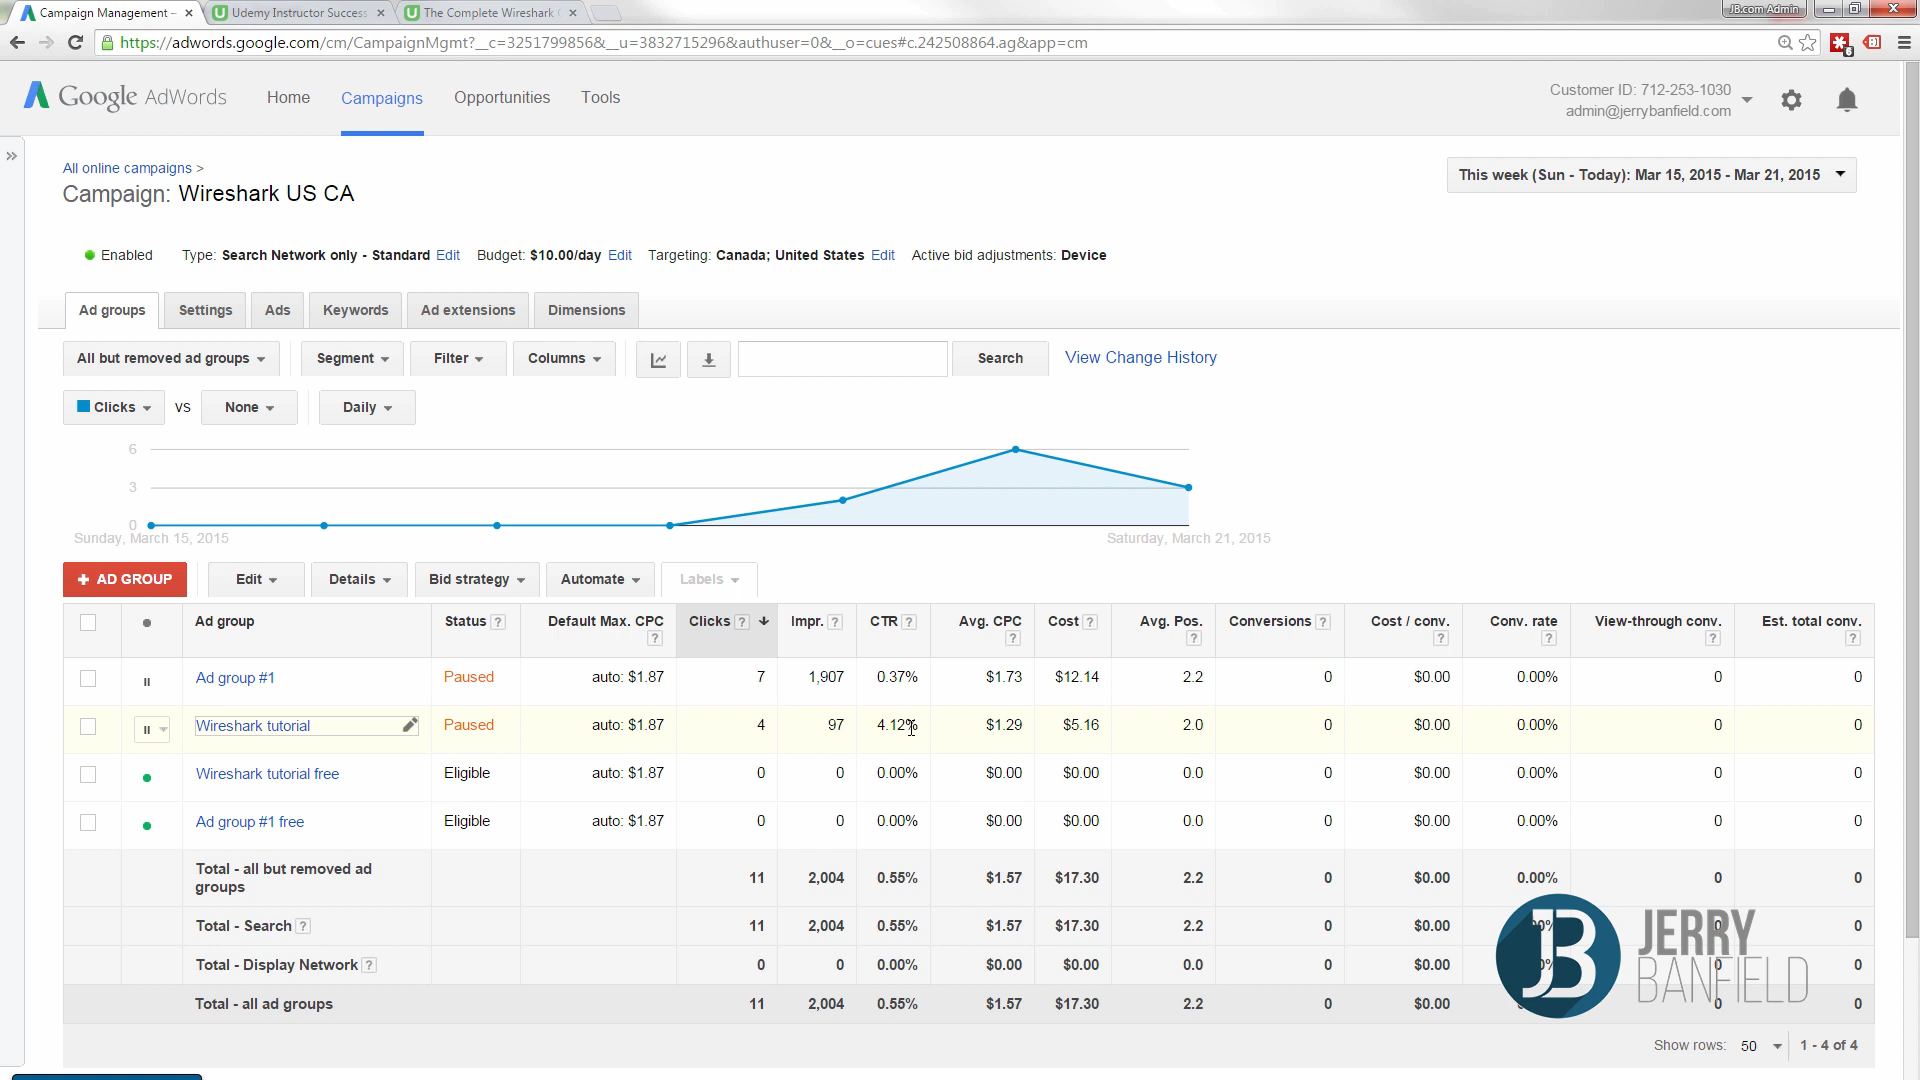 Campaign Management –
Udemy Instructor Success
The Complete Wireshark
JB.com Admin
https://adwords.google.com/cm/CampaignMgmt?__c=3251799856&__u=3832715296&authuser=0&__o=cues#c.242508864.ag&app=cm
6
Google AdWords
Home
Campaigns
Opportunities
Tools
Customer ID: 712-253-1030
admin@jerrybanfield.com
All online campaigns >
Campaign: Wireshark US CA
This week (Sun - Today): Mar 15, 2015 - Mar 21, 2015
Enabled Type: Search Network only - Standard Edit Budget: $10.00/day Edit Targeting: Canada; United States Edit Active bid adjustments: Device
Ad groups Settings Ads Keywords Ad extensions Dimensions
All but removed ad groups Segment Filter Columns Search View Change History
Clicks VS None Daily
6
3
0
Sunday, March 15, 2015 Saturday, March 21, 2015
+ AD GROUP Edit Details Bid strategy Automate Labels
Ad group Status ? Default Max. CPC ? Clicks ? Impr. ? CTR ? Avg. CPC ? Cost ? Avg. Pos. ? Conversions ? Cost / conv. ? Conv. rate ? View-through conv. ? Est. total conv. ?
Ad group #1 Paused auto: $1.87 7 1,907 0.37% $1.73 $12.14 2.2 0 $0.00 0.00% 0 0
Wireshark tutorial Paused auto: $1.87 4 97 4.12% $1.29 $5.16 2.0 0 $0.00 0.00% 0 0
Wireshark tutorial free Eligible auto: $1.87 0 0 0.00% $0.00 $0.00 0.0 0 $0.00 0.00% 0 0
Ad group #1 free Eligible auto: $1.87 0 0 0.00% $0.00 $0.00 0.0 0 $0.00 0.00% 0 0
Total - all but removed ad
groups 11 2,004 0.55% $1.57 $17.30 2.2 0 $0.00 0.00% 0 0
Total - Search ? 11 2,004 0.55% $1.57 $17.30 2.2 0 $0.00 0
Total - Display Network ? 0 0 0.00% $0.00 $0.00 0.0 0 $0.00 0
Total - all ad groups 11 2,004 0.55% $1.57 $17.30 2.2 0 $0.00 0
JB JERRY
BANFIELD
Show rows: 50 1 - 4 of 4